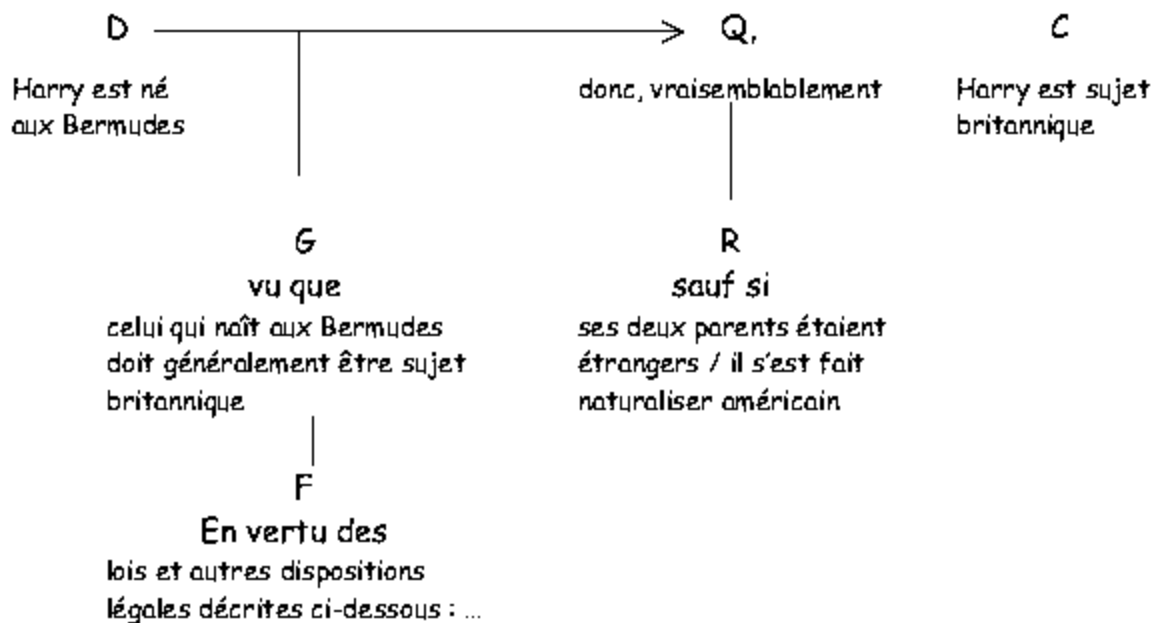 D Q, C
Harry est né donc, vraisemblablement Harry est sujet
aux Bermudes britannique
G R
vu que sauf si
celui qui naît aux Bermudes ses deux parents étaient
doit généralement être sujet étrangers / il s'est fait
britannique naturaliser américain
F
En vertu des
lois et autres dispositions
légales décrites ci-dessous : ...